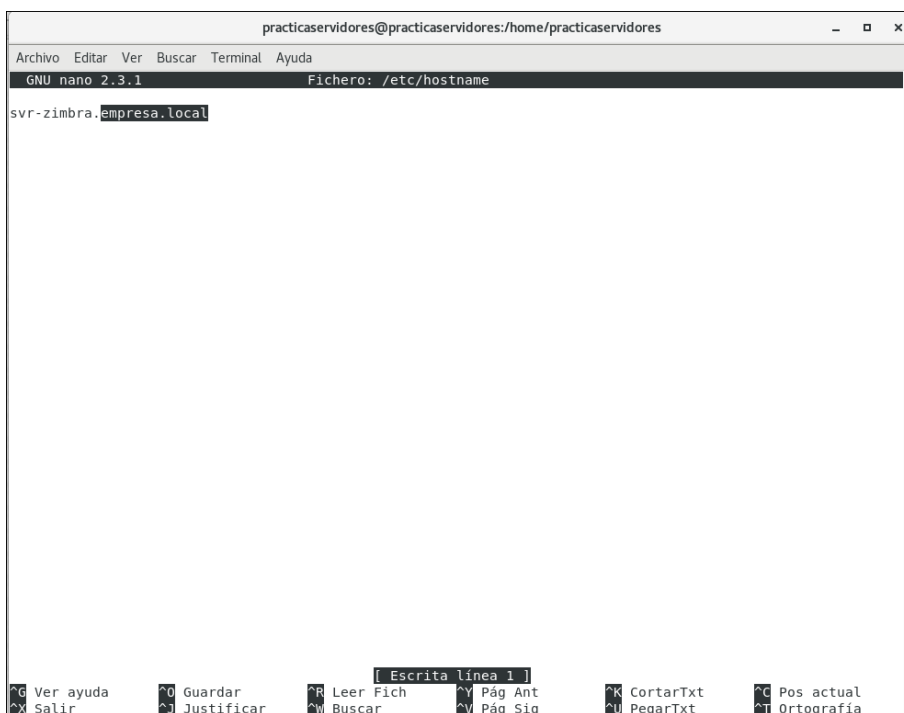 practicaservidores@practicaservidores:/home/practicaservidores
Archivo Editar Ver Buscar Terminal Ayuda
GNU nano 2.3.1 Fichero: /etc/hostname
svr-zimbra.empresa.local
[ Escrita línea 1 ]
^G Ver ayuda ^O Guardar ^R Leer Fich ^Y Pág Ant ^K CortarTxt ^C Pos actual
^X Salir ^J Justificar ^W Buscar ^V Pág Sig ^U PegarTxt ^T Ortografía